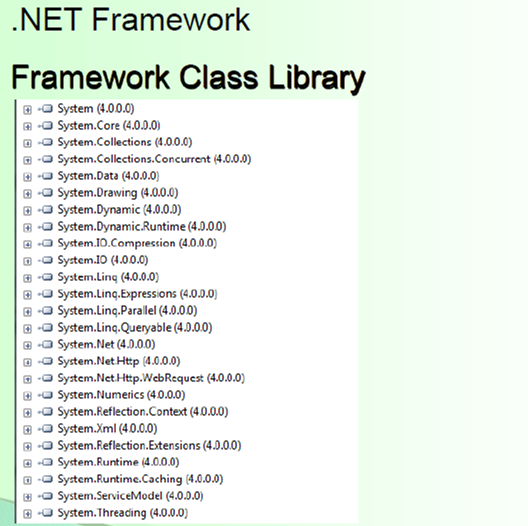 .NET Framework
Framework Class Library
System (4.0.0.0)
System.Core (4.0.0.0)
System.Collections (4.0.0.0)
System.Collections.Concurrent (4.0.0.0)
System.Data (4.0.0.0)
System.Drawing (4.0.0.0)
System.Dynamic (4.0.0.0)
System.Dynamic.Runtime (4.0.0.0)
System.IO.Compression (4.0.0.0)
System.IO (4.0.0.0)
System.Linq (4.0.0.0)
System.Linq.Expressions (4.0.0.0)
System.Linq.Parallel (4.0.0.0)
System.Linq.Queryable (4.0.0.0)
System.Net (4.0.0.0)
System.Net.Http (4.0.0.0)
System.Net.Http.WebRequest (4.0.0.0)
System.Numerics (4.0.0.0)
System.Reflection.Context (4.0.0.0)
System.Xml (4.0.0.0)
System.Reflection.Extensions (4.0.0.0)
System.Runtime (4.0.0.0)
System.Runtime.Caching (4.0.0.0)
System.ServiceModel (4.0.0.0)
System.Threading (4.0.0.0)